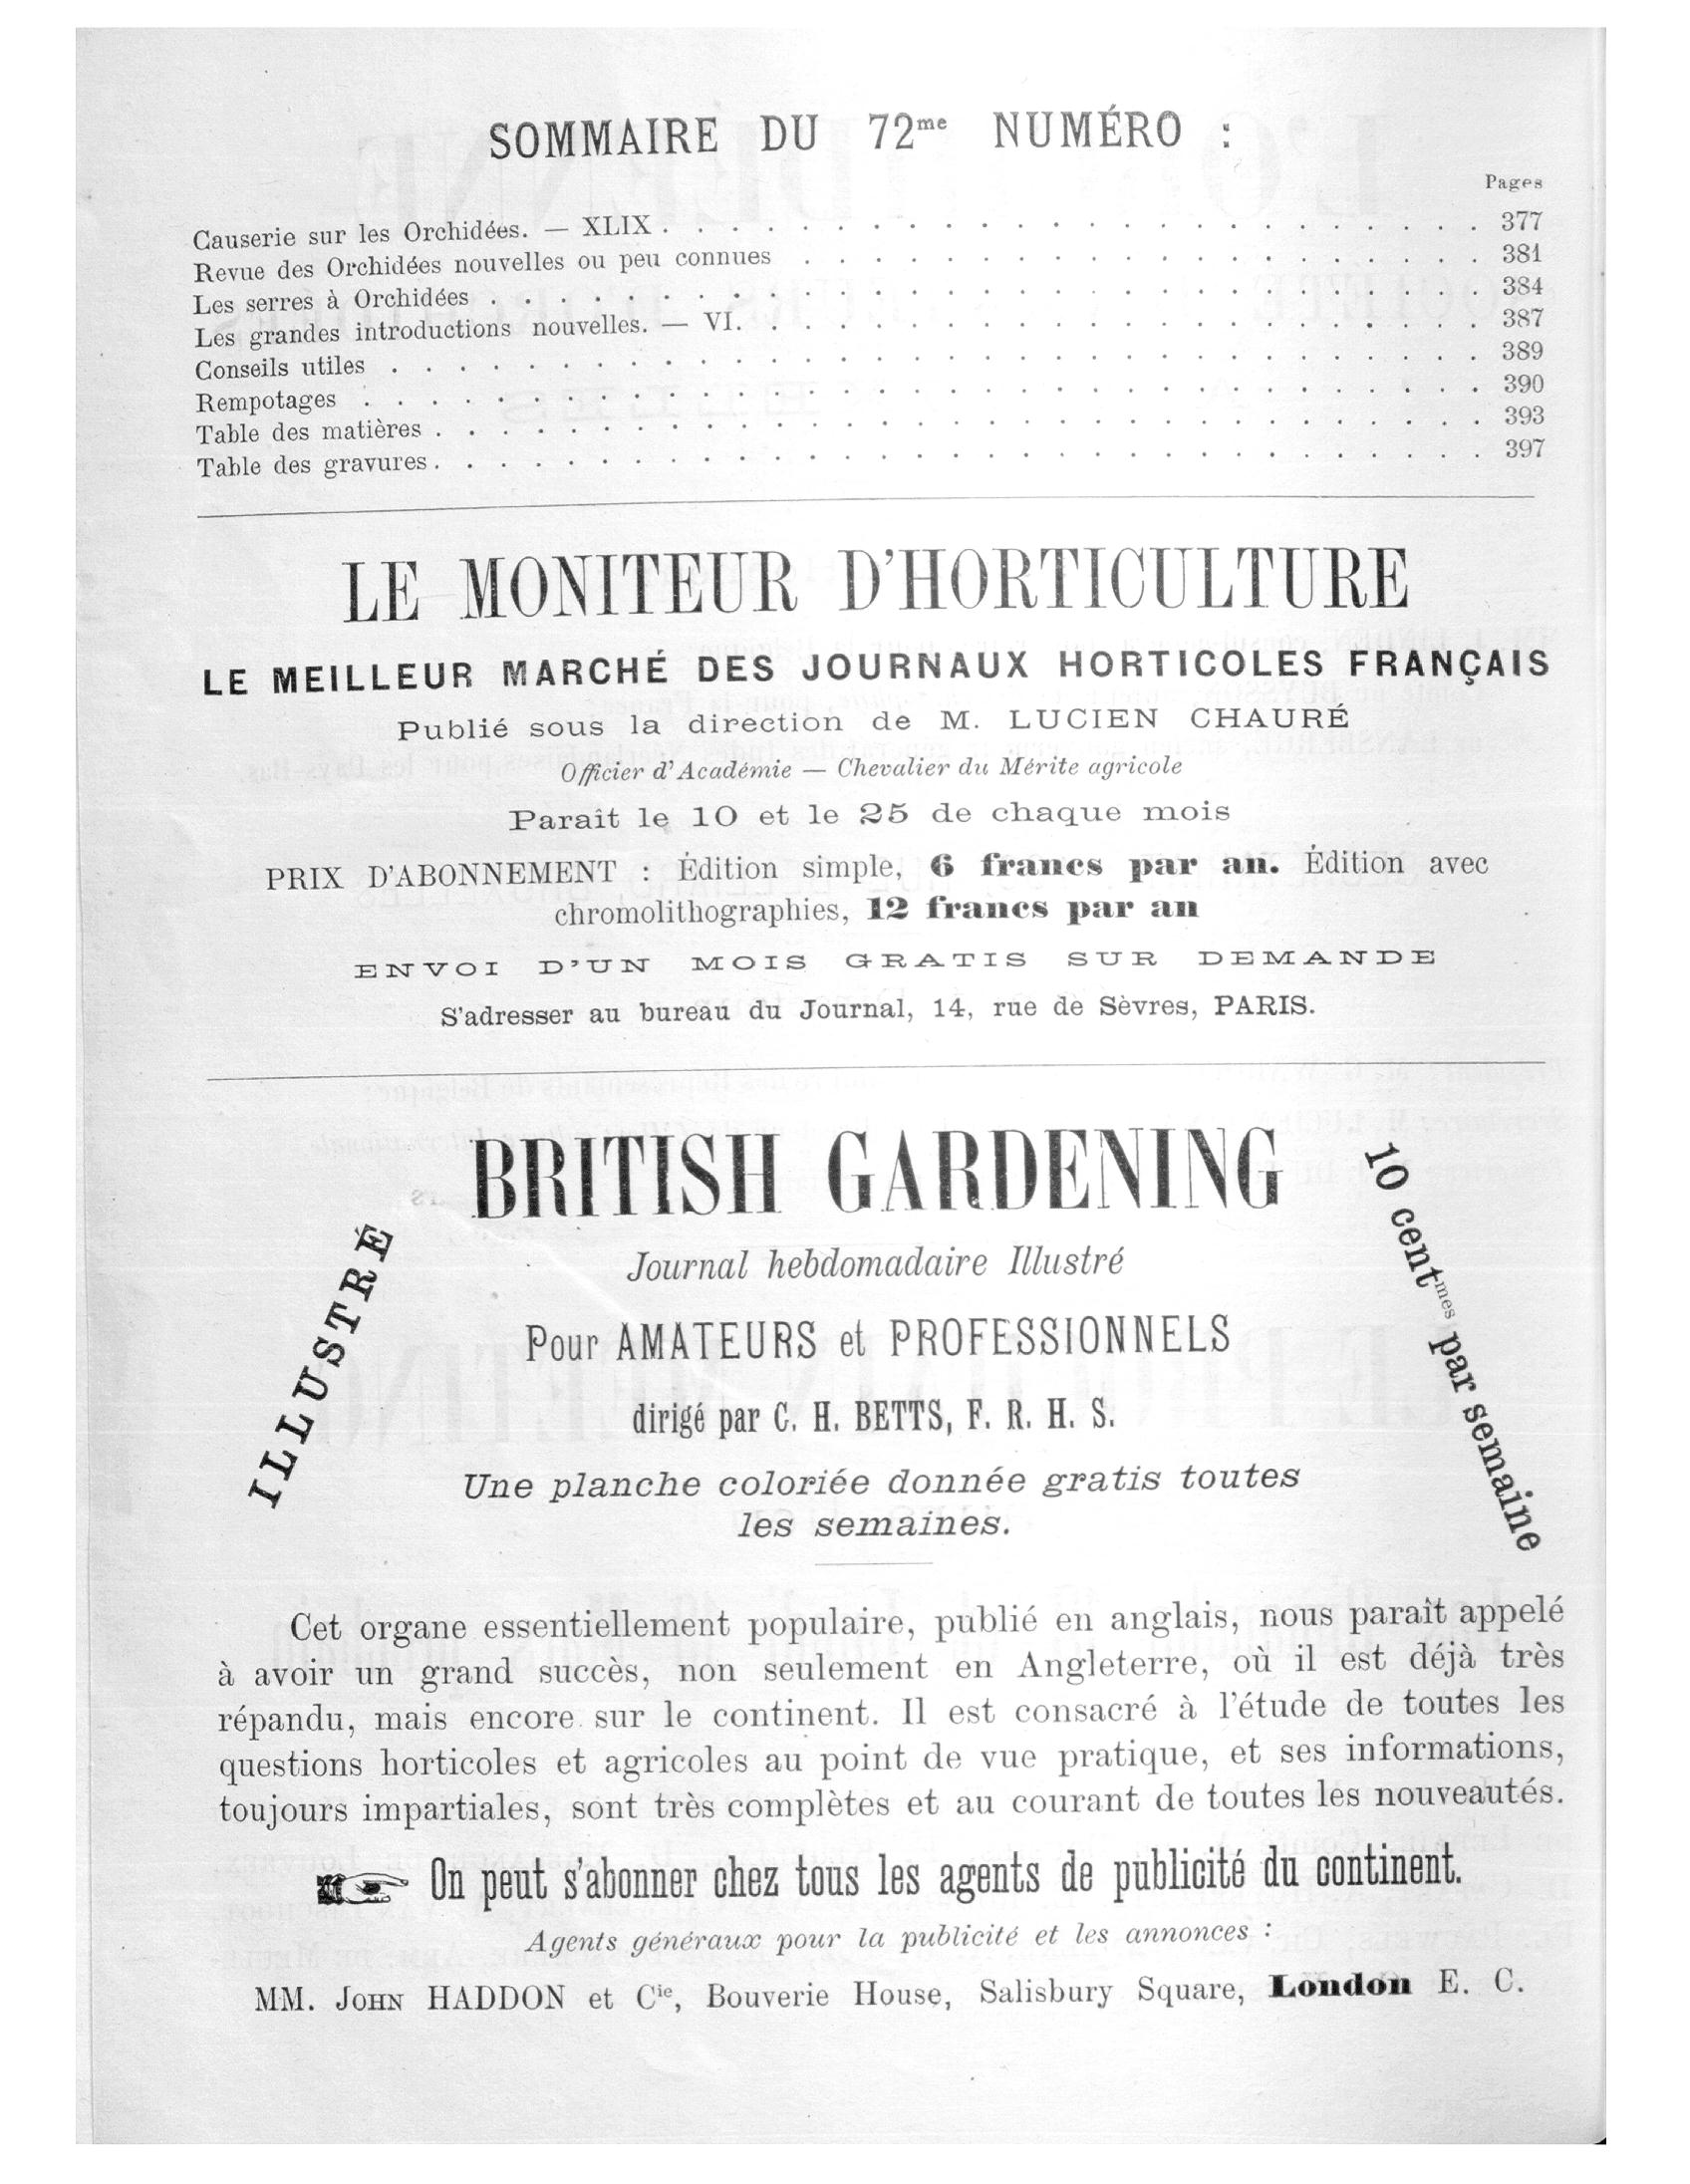 SOMMAIRE DU 72me NUMÉRO :
Pages
Causerie sur les Orchidées. — XLIX . . . . . . . . . . . . . . . . . . . . . . . . 377
Revue des Orchidées nouvelles ou peu connues . . . . . . . . . . . . . . . . . . . . 381
Les serres à Orchidées . . . . . . . . . . . . . . . . . . . . . . . . . . . . . . 384
Les grandes introductions nouvelles. — VI. . . . . . . . . . . . . . . . . . . . . . 387
Conseils utiles . . . . . . . . . . . . . . . . . . . . . . . . . . . . . . . . . 389
Rempotages . . . . . . . . . . . . . . . . . . . . . . . . . . . . . . . . . . 390
Table des matières . . . . . . . . . . . . . . . . . . . . . . . . . . . . . . . . 393
Table des gravures . . . . . . . . . . . . . . . . . . . . . . . . . . . . . . . . 397
LE MONITEUR D'HORTICULTURE
LE MEILLEUR MARCHÉ DES JOURNAUX HORTICOLES FRANÇAIS
Publié sous la direction de M. LUCIEN CHAURÉ
Officier d'Académie — Chevalier du Mérite agricole
Paraît le 10 et le 25 de chaque mois
PRIX D'ABONNEMENT : Édition simple, 6 francs par an. Édition avec
chromolithographies, 12 francs par an
ENVOI D'UN MOIS GRATIS SUR DEMANDE
S'adresser au bureau du Journal, 14, rue de Sèvres, PARIS.
BRITISH GARDENING
ILLUSTRÉ
10 centmes par semaine
Journal hebdomadaire Illustré
Pour AMATEURS et PROFESSIONNELS
dirigé par C. H. BETTS, F. R. H. S.
Une planche coloriée donnée gratis toutes
les semaines.
Cet organe essentiellement populaire, publié en anglais, nous paraît appelé
à avoir un grand succès, non seulement en Angleterre, où il est déjà très
répandu, mais encore sur le continent. Il est consacré à l'étude de toutes les
questions horticoles et agricoles au point de vue pratique, et ses informations,
toujours impartiales, sont très complètes et au courant de toutes les nouveautés.
On peut s'abonner chez tous les agents de publicité du continent.
Agents généraux pour la publicité et les annonces :
MM. JOHN HADDON et Cie, Bouverie House, Salisbury Square, London E. C.